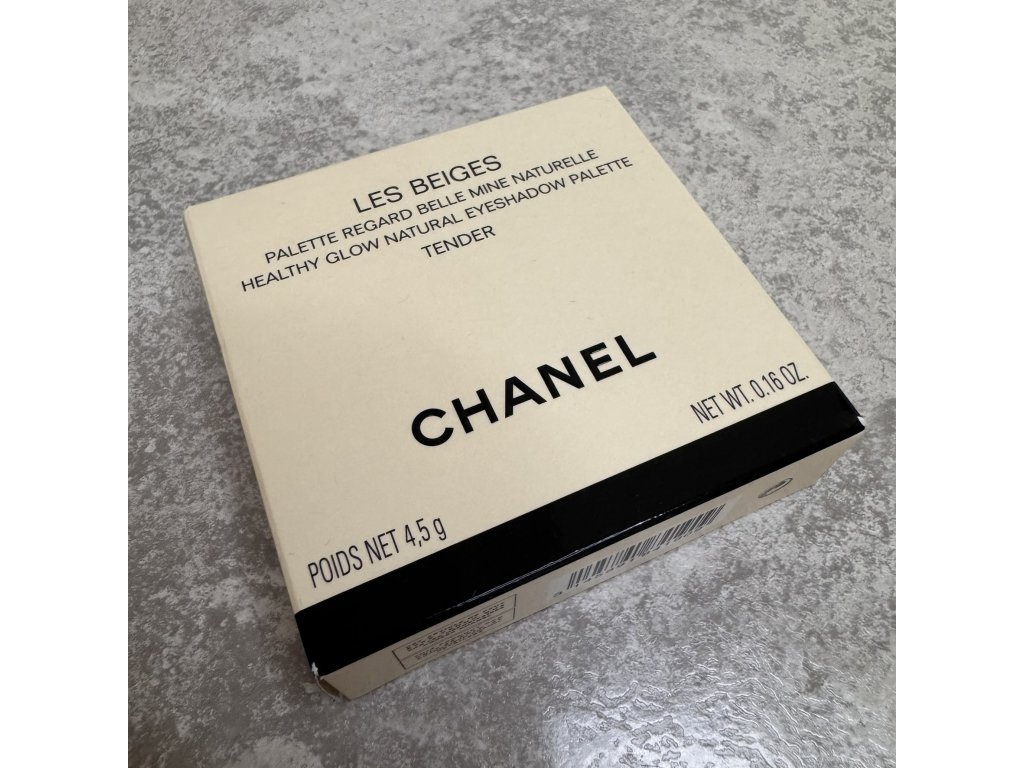 LES BEIGES
PALETTE REGARD BELLE MINE NATURELLE
HEALTHY GLOW NATURAL EYESHADOW PALETTE
TENDER
CHANEL
POIDS NET 4,5 g
NET WT. 0.16 OZ.